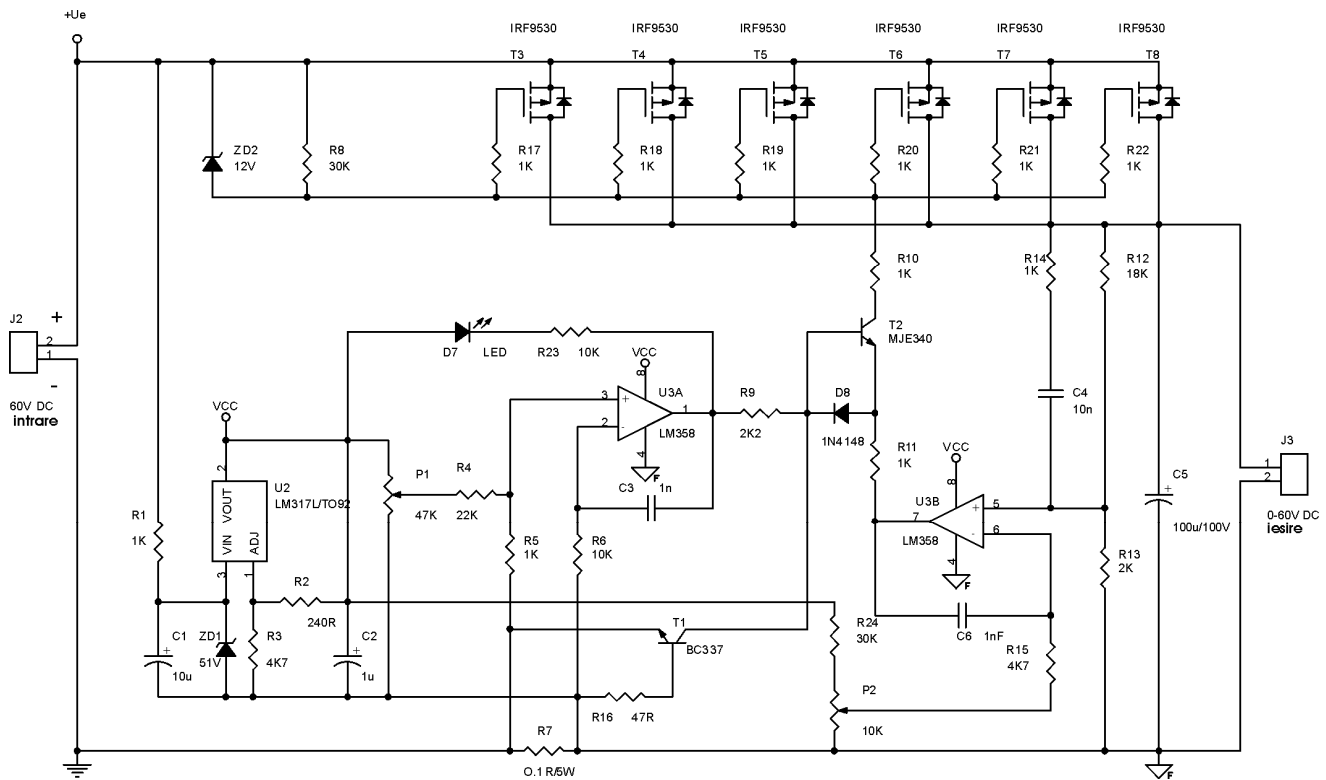 +Ue
IRF9530
IRF9530
IRF9530
IRF9530
IRF9530
IRF9530
T3
T4
T5
T6
T7
T8
ZD2
12V
R8
30K
R17
1K
R18
1K
R19
1K
R20
1K
R21
1K
R22
1K
R10
1K
R14
1K
R12
18K
J2
+
2
1
-
60V DC
intrare
D7
LED
R23
10K
T2
MJE340
VCC
8
3
+
2
-
U3A
1
LM358
4
F
R9
2K2
D8
1N4148
C4
10n
VCC
2
U2
LM317L/TO92
VOUT
VIN
ADJ
3
1
P1
47K
R4
22K
C3
1n
R11
1K
VCC
8
U3B
7
LM358
+
5
-
6
4
F
C5
+
100u/100V
J3
1
2
0-60V DC
iesire
R1
1K
R5
1K
R6
10K
R13
2K
R2
240R
C1
+
10u
ZD1
51V
R3
4K7
C2
+
1u
T1
BC337
R24
30K
C6
1nF
R15
4K7
R16
47R
P2
10K
R7
0.1R/5W
F